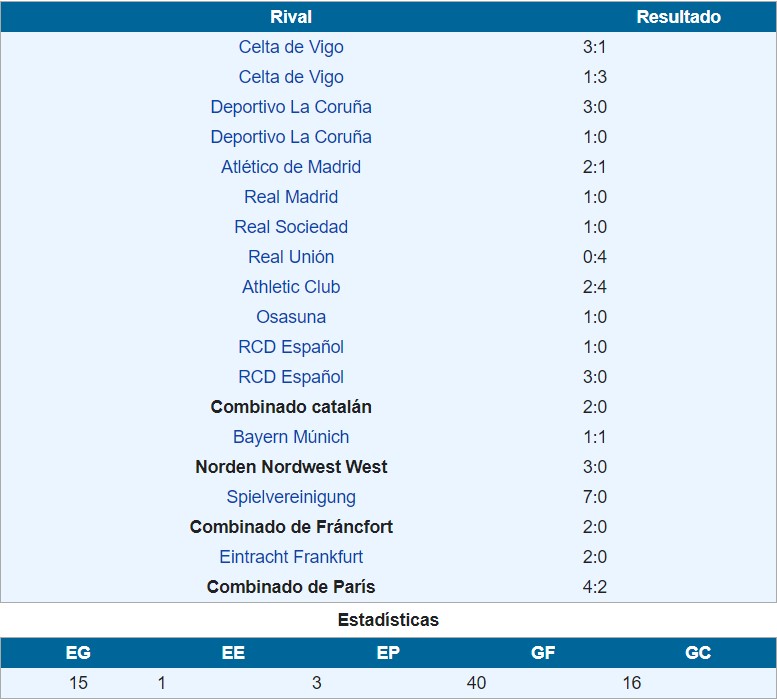 Rival Resultado
Celta de Vigo 3:1
Celta de Vigo 1:3
Deportivo La Coruña 3:0
Deportivo La Coruña 1:0
Atlético de Madrid 2:1
Real Madrid 1:0
Real Sociedad 1:0
Real Unión 0:4
Athletic Club 2:4
Osasuna 1:0
RCD Español 1:0
RCD Español 3:0
Combinado catalán 2:0
Bayern Múnich 1:1
Norden Nordwest West 3:0
Spielvereinigung 7:0
Combinado de Fráncfort 2:0
Eintracht Frankfurt 2:0
Combinado de París 4:2
Estadísticas
EG EE EP GF GC
15 1 3 40 16